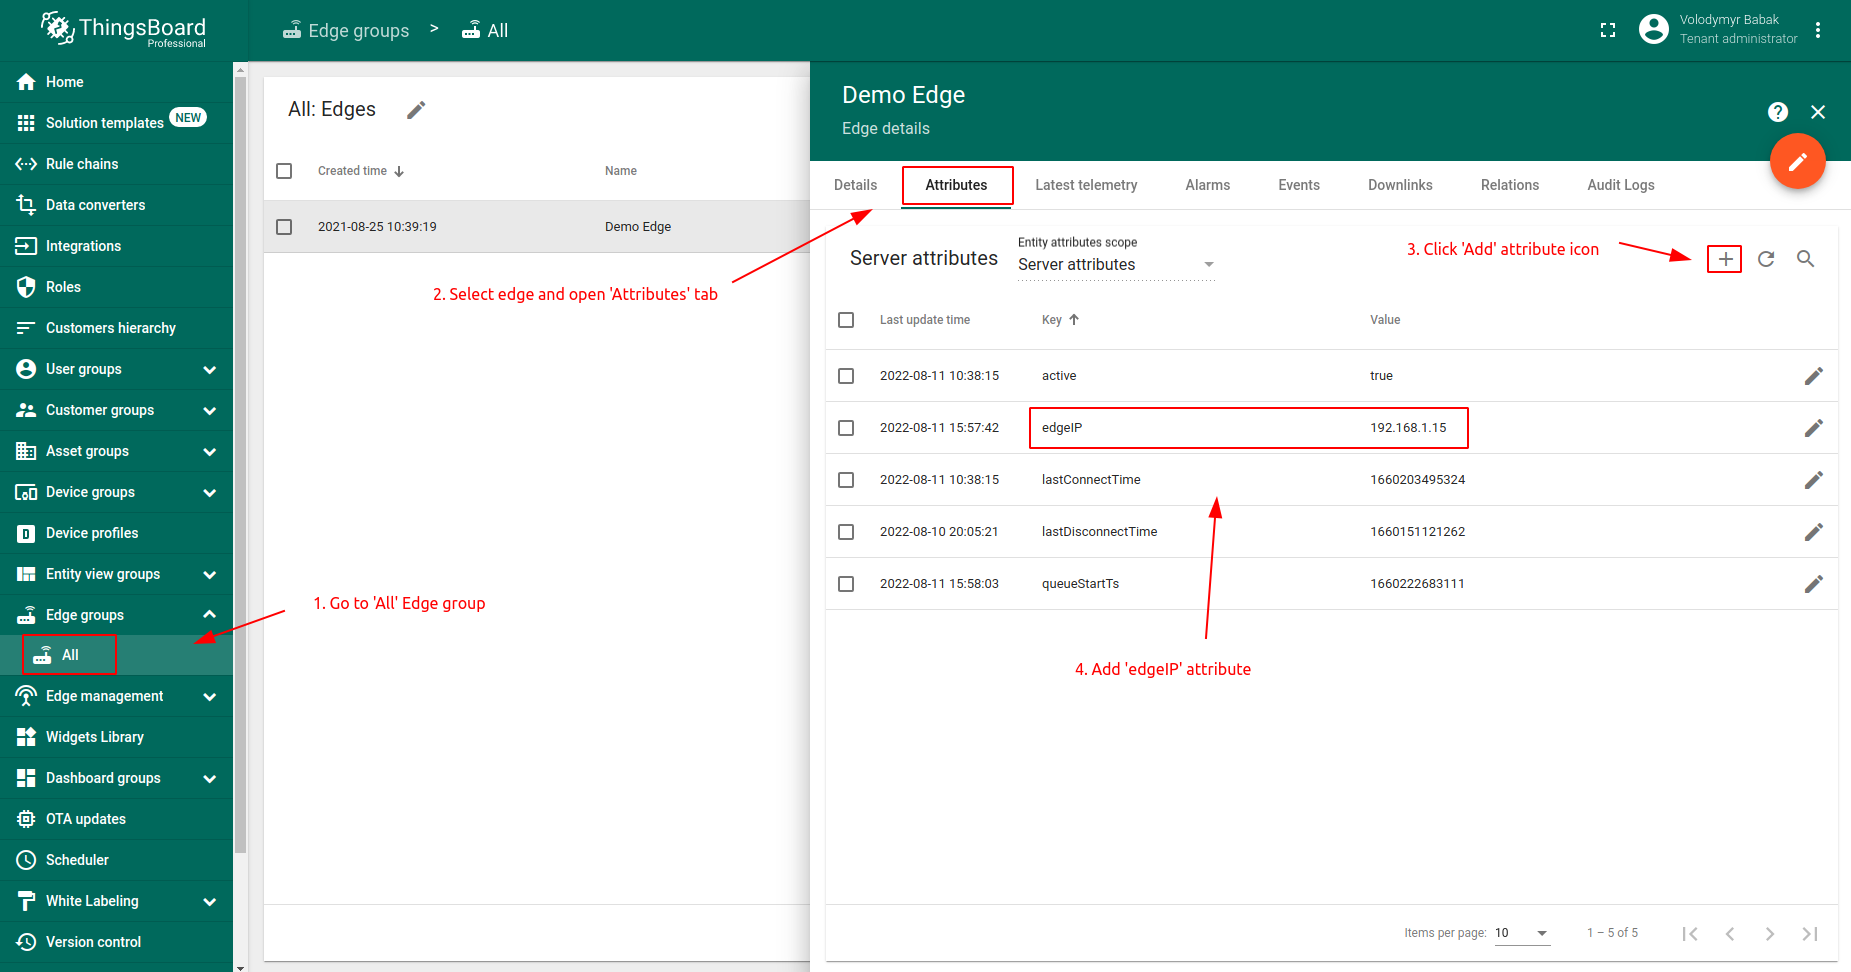 ThingsBoard
Professional
Edge groups > All
Volodymyr Babak
Tenant administrator
Home
Solution templates NEW
Rule chains
Data converters
Integrations
Roles
Customers hierarchy
User groups
Customer groups
Asset groups
Device groups
Device profiles
Entity view groups
Edge groups
All
Edge management
Widgets Library
Dashboard groups
OTA updates
Scheduler
White Labeling
Version control
All: Edges
Created time Name
2021-08-25 10:39:19 Demo Edge
1. Go to 'All' Edge group
2. Select edge and open 'Attributes' tab
Demo Edge
Edge details
Details Attributes Latest telemetry Alarms Events Downlinks Relations Audit Logs
Server attributes
Entity attributes scope
Server attributes
3. Click 'Add' attribute icon
Last update time Key Value
2022-08-11 10:38:15 active true
2022-08-11 15:57:42 edgeIP 192.168.1.15
2022-08-11 10:38:15 lastConnectTime 1660203495324
2022-08-10 20:05:21 lastDisconnectTime 1660151121262
2022-08-11 15:58:03 queueStartTs 1660222683111
4. Add 'edgeIP' attribute
Items per page: 10 1 – 5 of 5